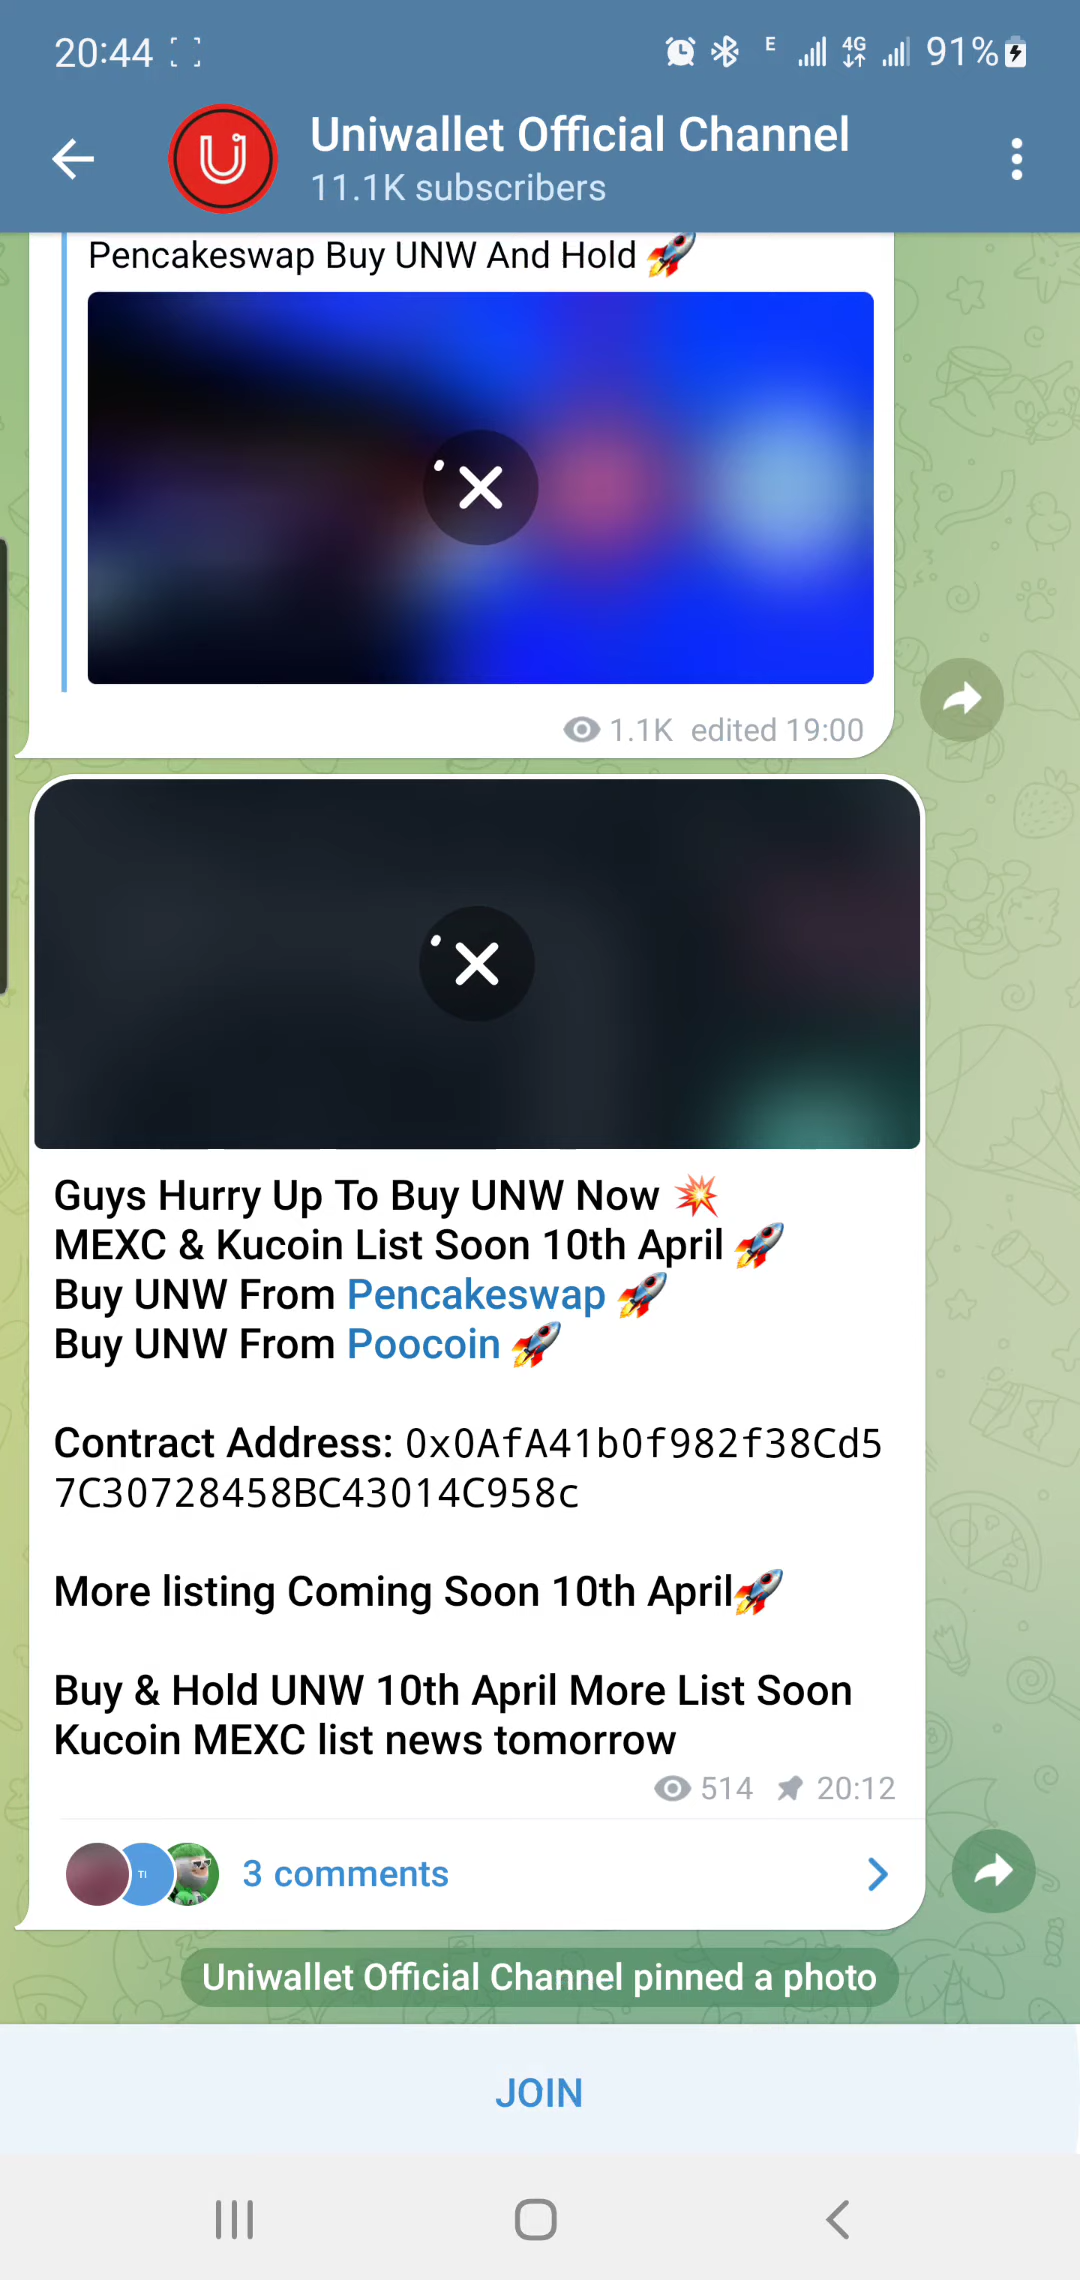 20:44
E 4G 91%
Uniwallet Official Channel
11.1K subscribers
Pencakeswap Buy UNW And Hold 🚀
1.1K edited 19:00
Guys Hurry Up To Buy UNW Now 💥
MEXC & Kucoin List Soon 10th April 🚀
Buy UNW From Pencakeswap 🚀
Buy UNW From Poocoin 🚀
Contract Address: 0x0AfA41b0f982f38Cd5
7C30728458BC43014C958c
More listing Coming Soon 10th April🚀
Buy & Hold UNW 10th April More List Soon
Kucoin MEXC list news tomorrow
514 20:12
TI
3 comments
Uniwallet Official Channel pinned a photo
JOIN